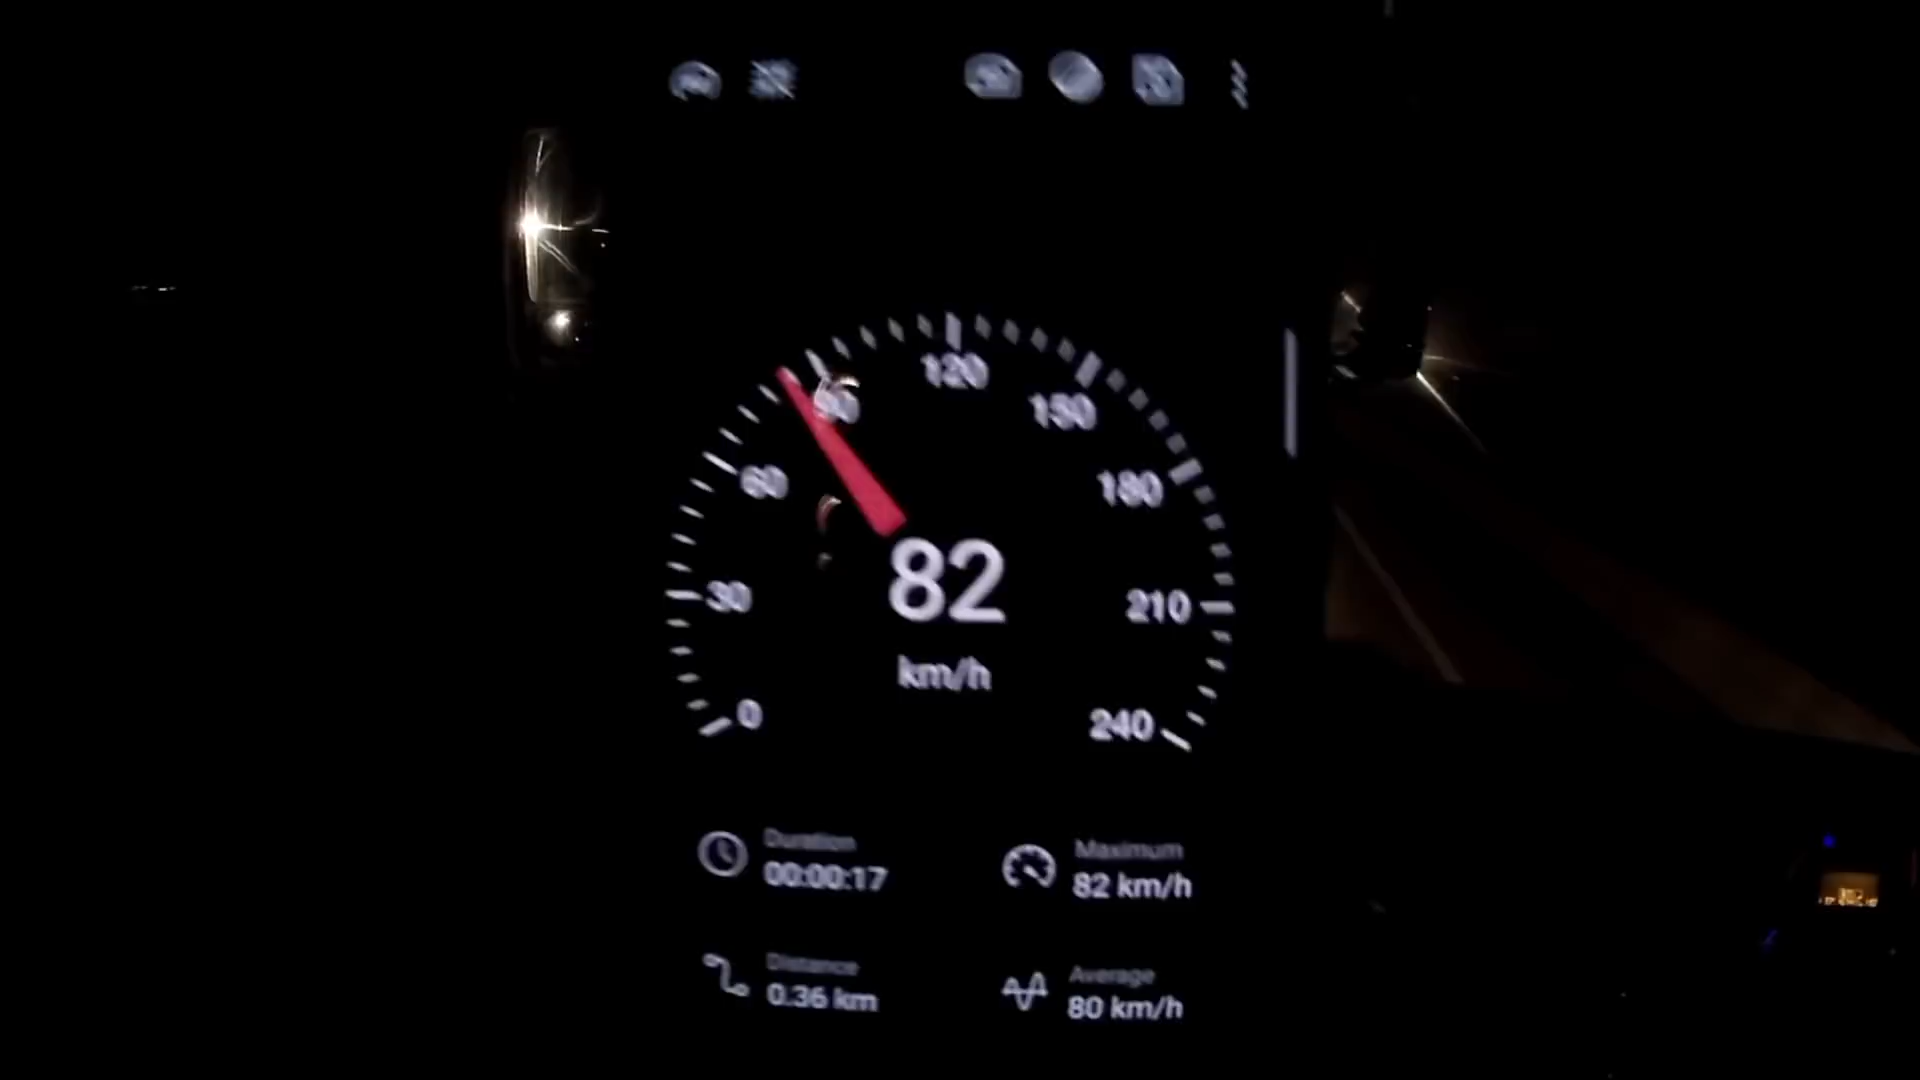 120
90
150
60
180
82
30
210
km/h
0
240
Duration
00:00:17
Maximum
82 km/h
Distance
0.36 km
Average
80 km/h